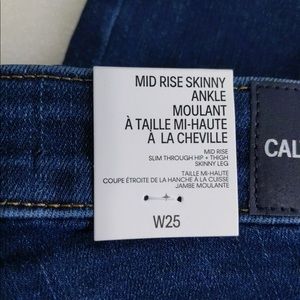 MID RISE SKINNY
ANKLE
MOULANT
À TAILLE MI-HAUTE
À LA CHEVILLE
MID RISE
SLIM THROUGH HIP + THIGH
SKINNY LEG
TAILLE MI-HAUTE
COUPE ÉTROITE DE LA HANCHE À LA CUISSE
JAMBE MOULANTE
W25
CAL